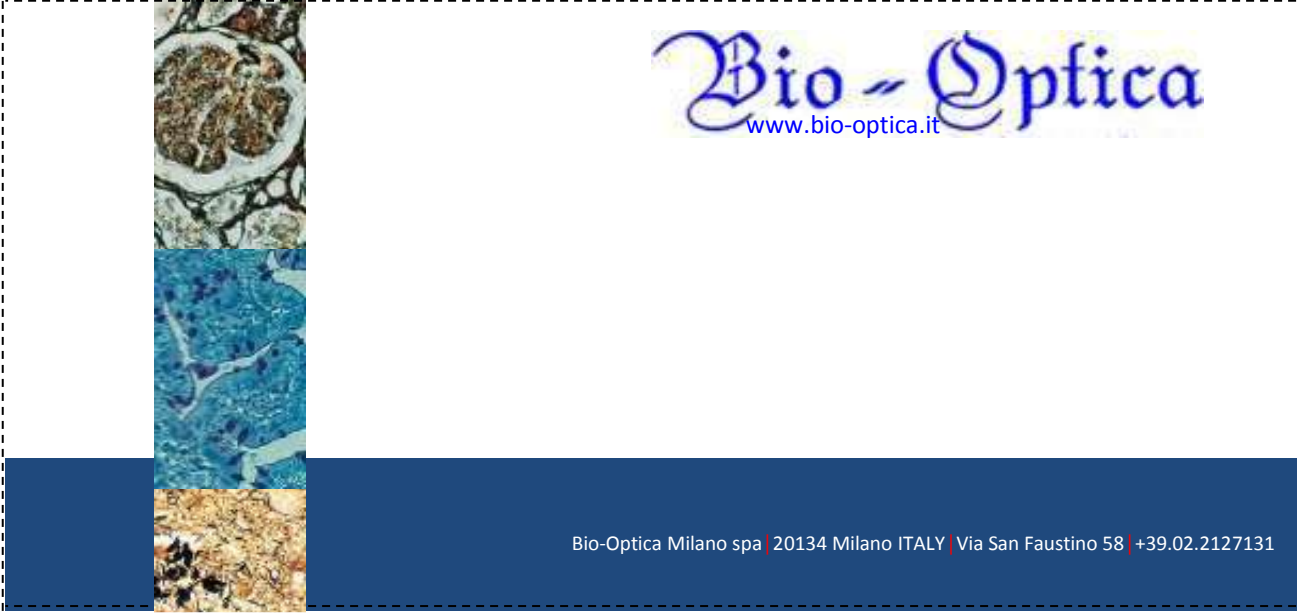 Bio - Optica
www.bio-optica.it
Bio-Optica Milano spa|20134 Milano ITALY|Via San Faustino 58|+39.02.2127131